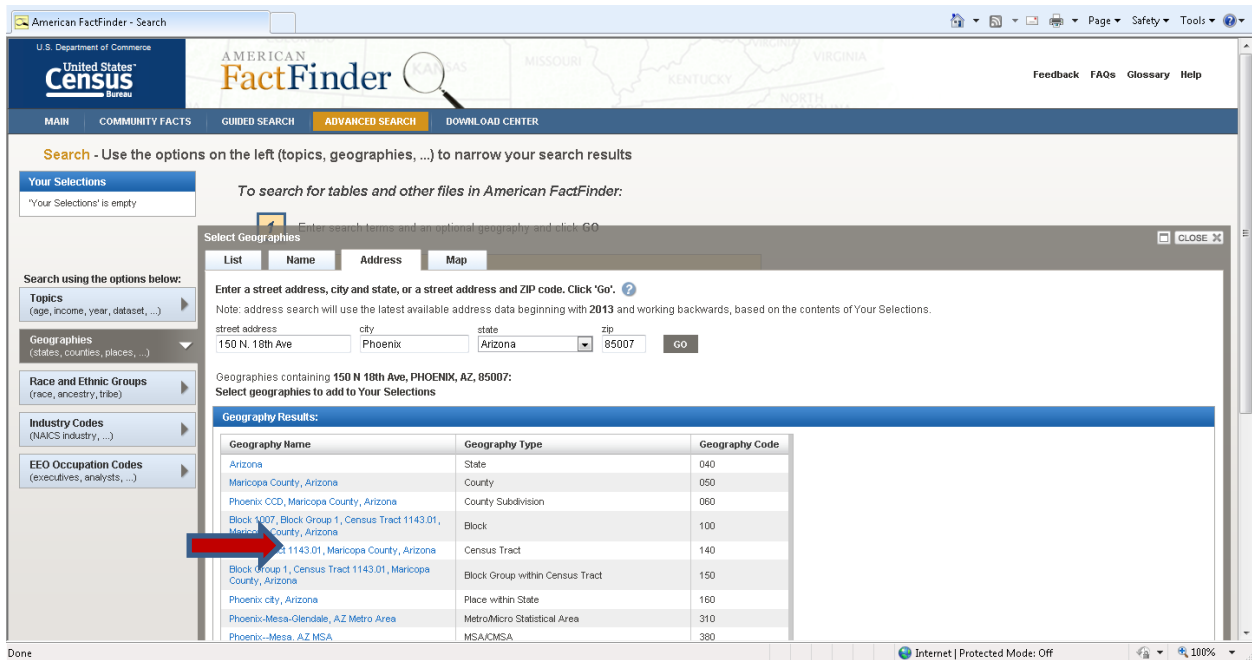 American FactFinder - Search
Page Safety Tools
U.S. Department of Commerce
United States™
Census
Bureau
AMERICAN
FactFinder
KANSAS
MISSOURI
KENTUCKY
VIRGINIA
VIRGINIA
NORTH
CAROLINA
Feedback FAQs Glossary Help
MAIN COMMUNITY FACTS GUIDED SEARCH ADVANCED SEARCH DOWNLOAD CENTER
Search - Use the options on the left (topics, geographies, ...) to narrow your search results
Your Selections
'Your Selections' is empty
To search for tables and other files in American FactFinder:
1 Enter search terms and an optional geography and click GO
Select Geographies
CLOSE X
List Name Address Map
Search using the options below:
Topics
(age, income, year, dataset, ...)
Geographies
(states, counties, places, ...)
Race and Ethnic Groups
(race, ancestry, tribe)
Industry Codes
(NAICS industry, ...)
EEO Occupation Codes
(executives, analysts, ...)
Enter a street address, city and state, or a street address and ZIP code. Click 'Go'. ?
Note: address search will use the latest available address data beginning with 2013 and working backwards, based on the contents of Your Selections.
street address city state zip
150 N. 18th Ave Phoenix Arizona 85007 GO
Geographies containing 150 N 18th Ave, PHOENIX, AZ, 85007:
Select geographies to add to Your Selections
Geography Results:
Geography Name Geography Type Geography Code
Arizona State 040
Maricopa County, Arizona County 050
Phoenix CCD, Maricopa County, Arizona County Subdivision 060
Block 1007, Block Group 1, Census Tract 1143.01,
Maricopa County, Arizona Block 100
ct 1143.01, Maricopa County, Arizona Census Tract 140
Block Group 1, Census Tract 1143.01, Maricopa
County, Arizona Block Group within Census Tract 150
Phoenix city, Arizona Place within State 160
Phoenix-Mesa-Glendale, AZ Metro Area Metro/Micro Statistical Area 310
Phoenix--Mesa, AZ MSA MSA/CMSA 380
Done
Internet | Protected Mode: Off
100%